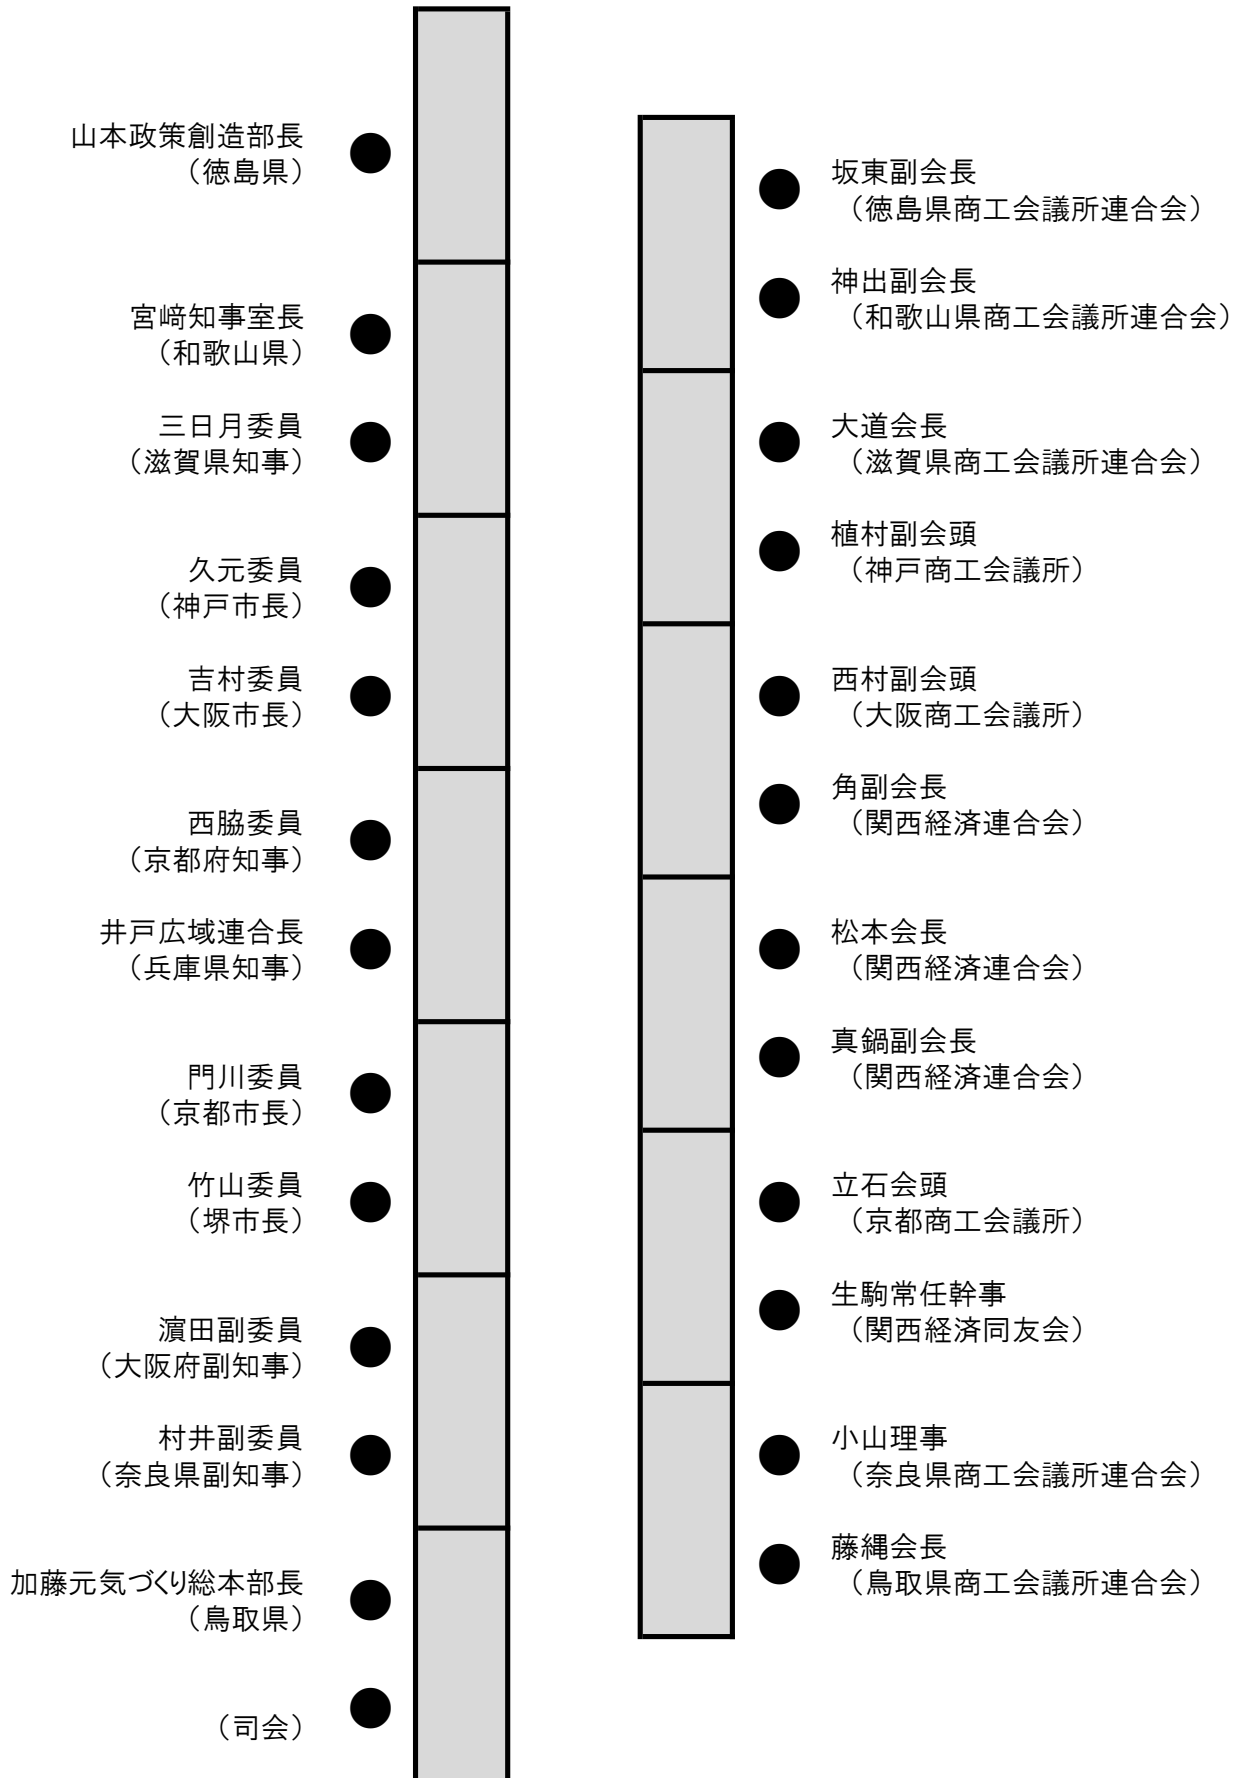 山本政策創造部長
（徳島県）
宮﨑知事室長
（和歌山県）
三日月委員
（滋賀県知事）
久元委員
（神戸市長）
吉村委員
（大阪市長）
西脇委員
（京都府知事）
井戸広域連合長
（兵庫県知事）
門川委員
（京都市長）
竹山委員
（堺市長）
濵田副委員
（大阪府副知事）
村井副委員
（奈良県副知事）
加藤元気づくり総本部長
（鳥取県）
（司会）
坂東副会長
（徳島県商工会議所連合会）
神出副会長
（和歌山県商工会議所連合会）
大道会長
（滋賀県商工会議所連合会）
植村副会頭
（神戸商工会議所）
西村副会頭
（大阪商工会議所）
角副会長
（関西経済連合会）
松本会長
（関西経済連合会）
真鍋副会長
（関西経済連合会）
立石会頭
（京都商工会議所）
生駒常任幹事
（関西経済同友会）
小山理事
（奈良県商工会議所連合会）
藤縄会長
（鳥取県商工会議所連合会）